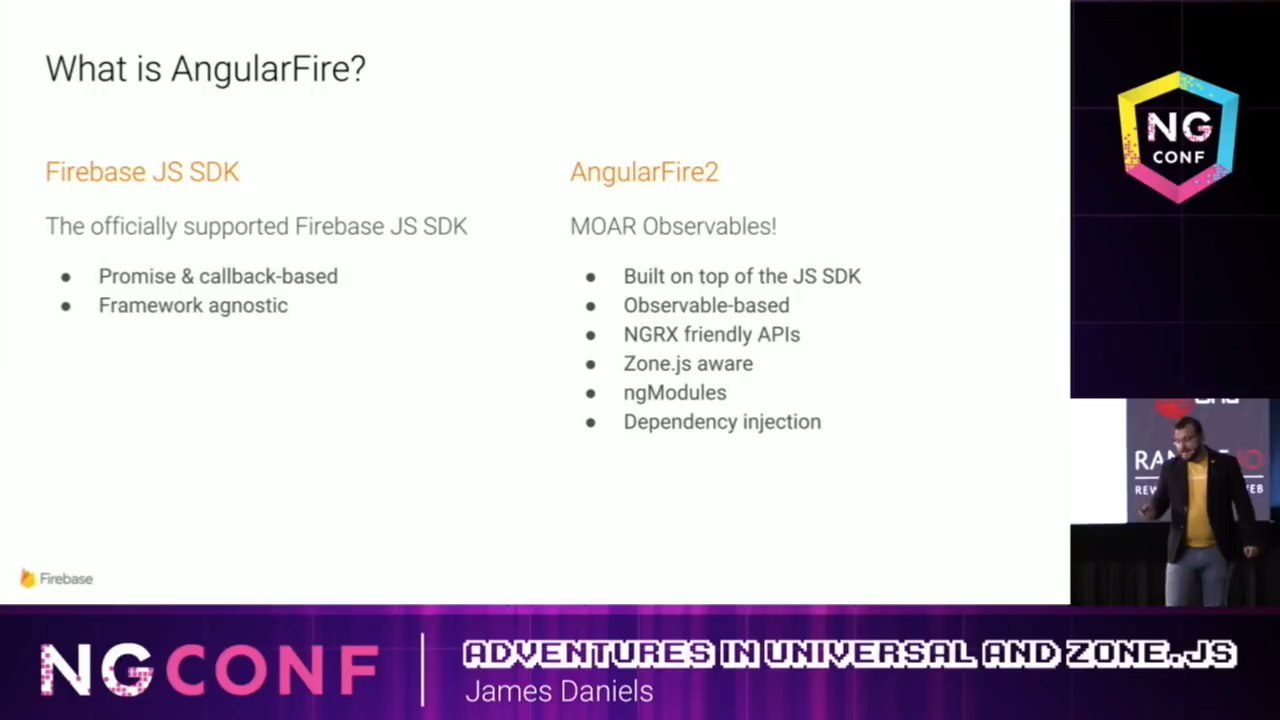 What is AngularFire?
Firebase JS SDK
The officially supported Firebase JS SDK
● Promise & callback-based
● Framework agnostic
AngularFire2
MOAR Observables!
● Built on top of the JS SDK
● Observable-based
● NGRX friendly APIs
● Zone.js aware
● ngModules
● Dependency injection
Firebase
NG
CONF
NG CONF
ADVENTURES IN UNIVERSAL AND ZONE.JS
James Daniels